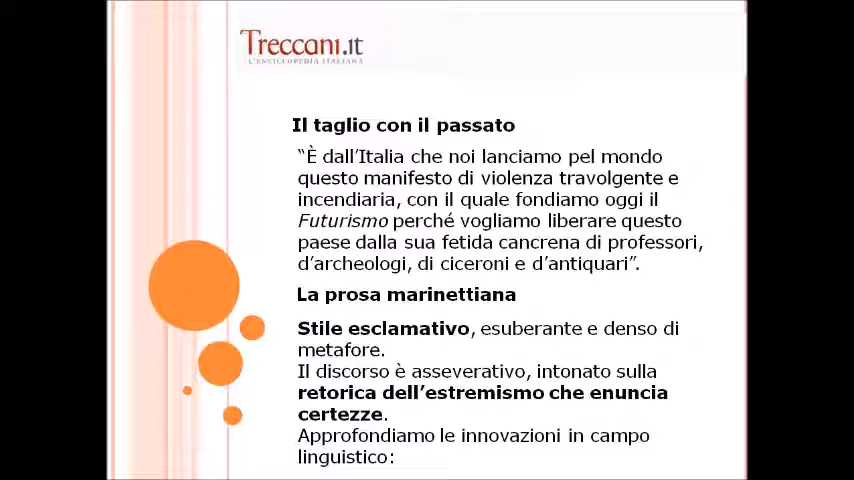 Treccani.it
L'ENCICLOPEDIA ITALIANA
Il taglio con il passato
“È dall’Italia che noi lanciamo pel mondo
questo manifesto di violenza travolgente e
incendiaria, con il quale fondiamo oggi il
Futurismo perché vogliamo liberare questo
paese dalla sua fetida cancrena di professori,
d’archeologi, di ciceroni e d’antiquari”.
La prosa marinettiana
Stile esclamativo, esuberante e denso di
metafore.
Il discorso è asseverativo, intonato sulla
retorica dell’estremismo che enuncia
certezze.
Approfondiamo le innovazioni in campo
linguistico: